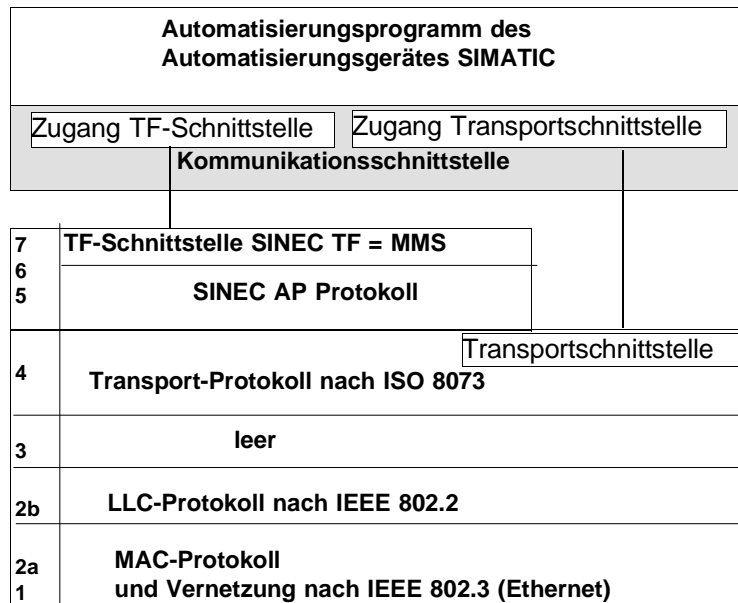 Automatisierungsprogramm des
Automatisierungsgerätes SIMATIC
Zugang TF-Schnittstelle
Zugang Transportschnittstelle
Kommunikationsschnittstelle
7 TF-Schnittstelle SINEC TF = MMS
6
5 SINEC AP Protokoll
Transportschnittstelle
4 Transport-Protokoll nach ISO 8073
3 leer
2b LLC-Protokoll nach IEEE 802.2
2a MAC-Protokoll
1 und Vernetzung nach IEEE 802.3 (Ethernet)